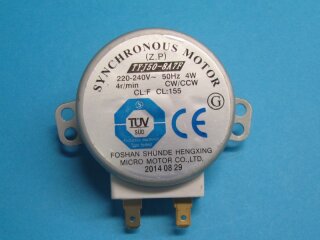 SYNCHRONOUS MOTOR
(Z.P)
TYJ50-8A7F
220-240V~ 50Hz 4W
4r/min CW/CCW
CL:F CL:155
G
TÜV
SÜD
CE
FOSHAN SHUNDE HENGXING
MICRO MOTOR CO.,LTD.
2014 08 29